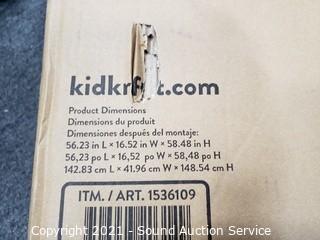 kidkr t.com
Product Dimensions
Dimensions du produit
Dimensiones después del montaje:
56.23 in L × 16.52 in W × 58.48 in H
56,23 po L × 16,52 po W × 58,48 po H
142.83 cm L × 41.96 cm W × 148.54 cm H
ITM. / ART. 1536109
Copyright 2021 - Sound Auction Service